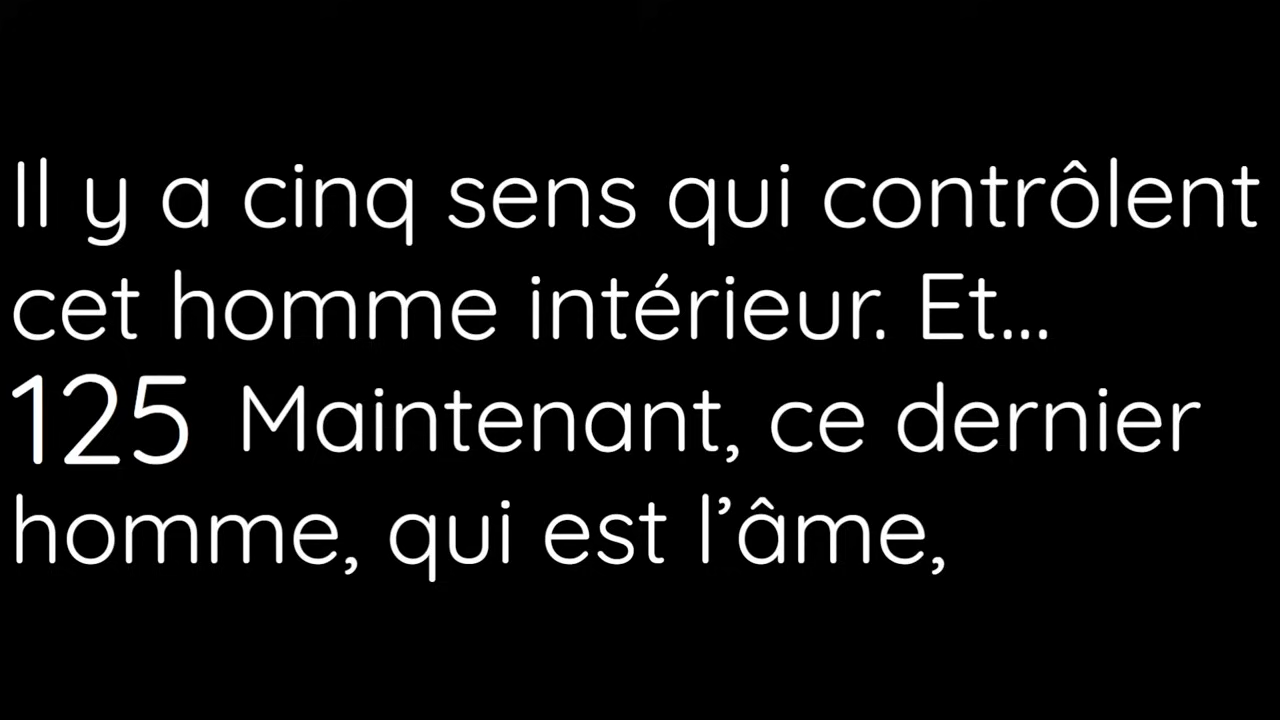 Il y a cinq sens qui contrôlent
cet homme intérieur. Et...
125 Maintenant, ce dernier
homme, qui est l’âme,